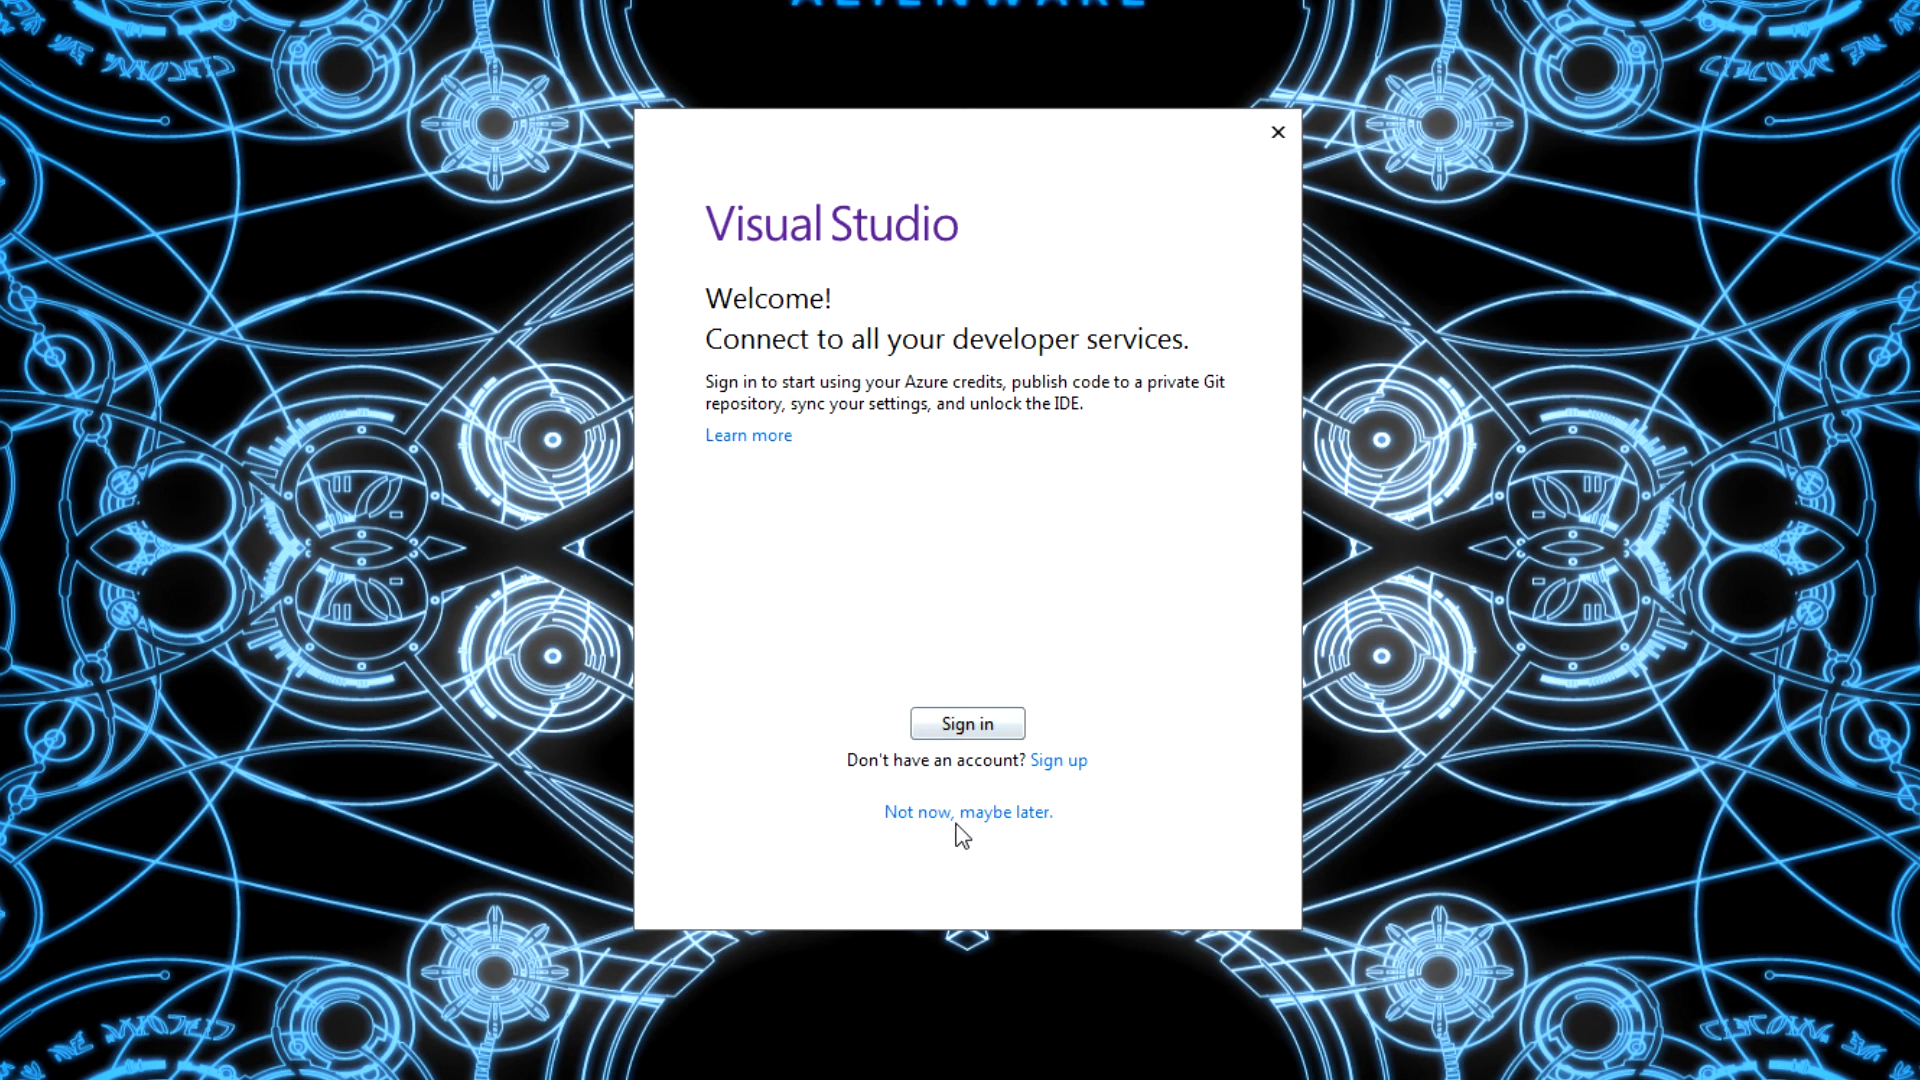 ALIENWARE
Visual Studio
Welcome!
Connect to all your developer services.
Sign in to start using your Azure credits, publish code to a private Git
repository, sync your settings, and unlock the IDE.
Learn more
Sign in
Don't have an account? Sign up
Not now, maybe later.